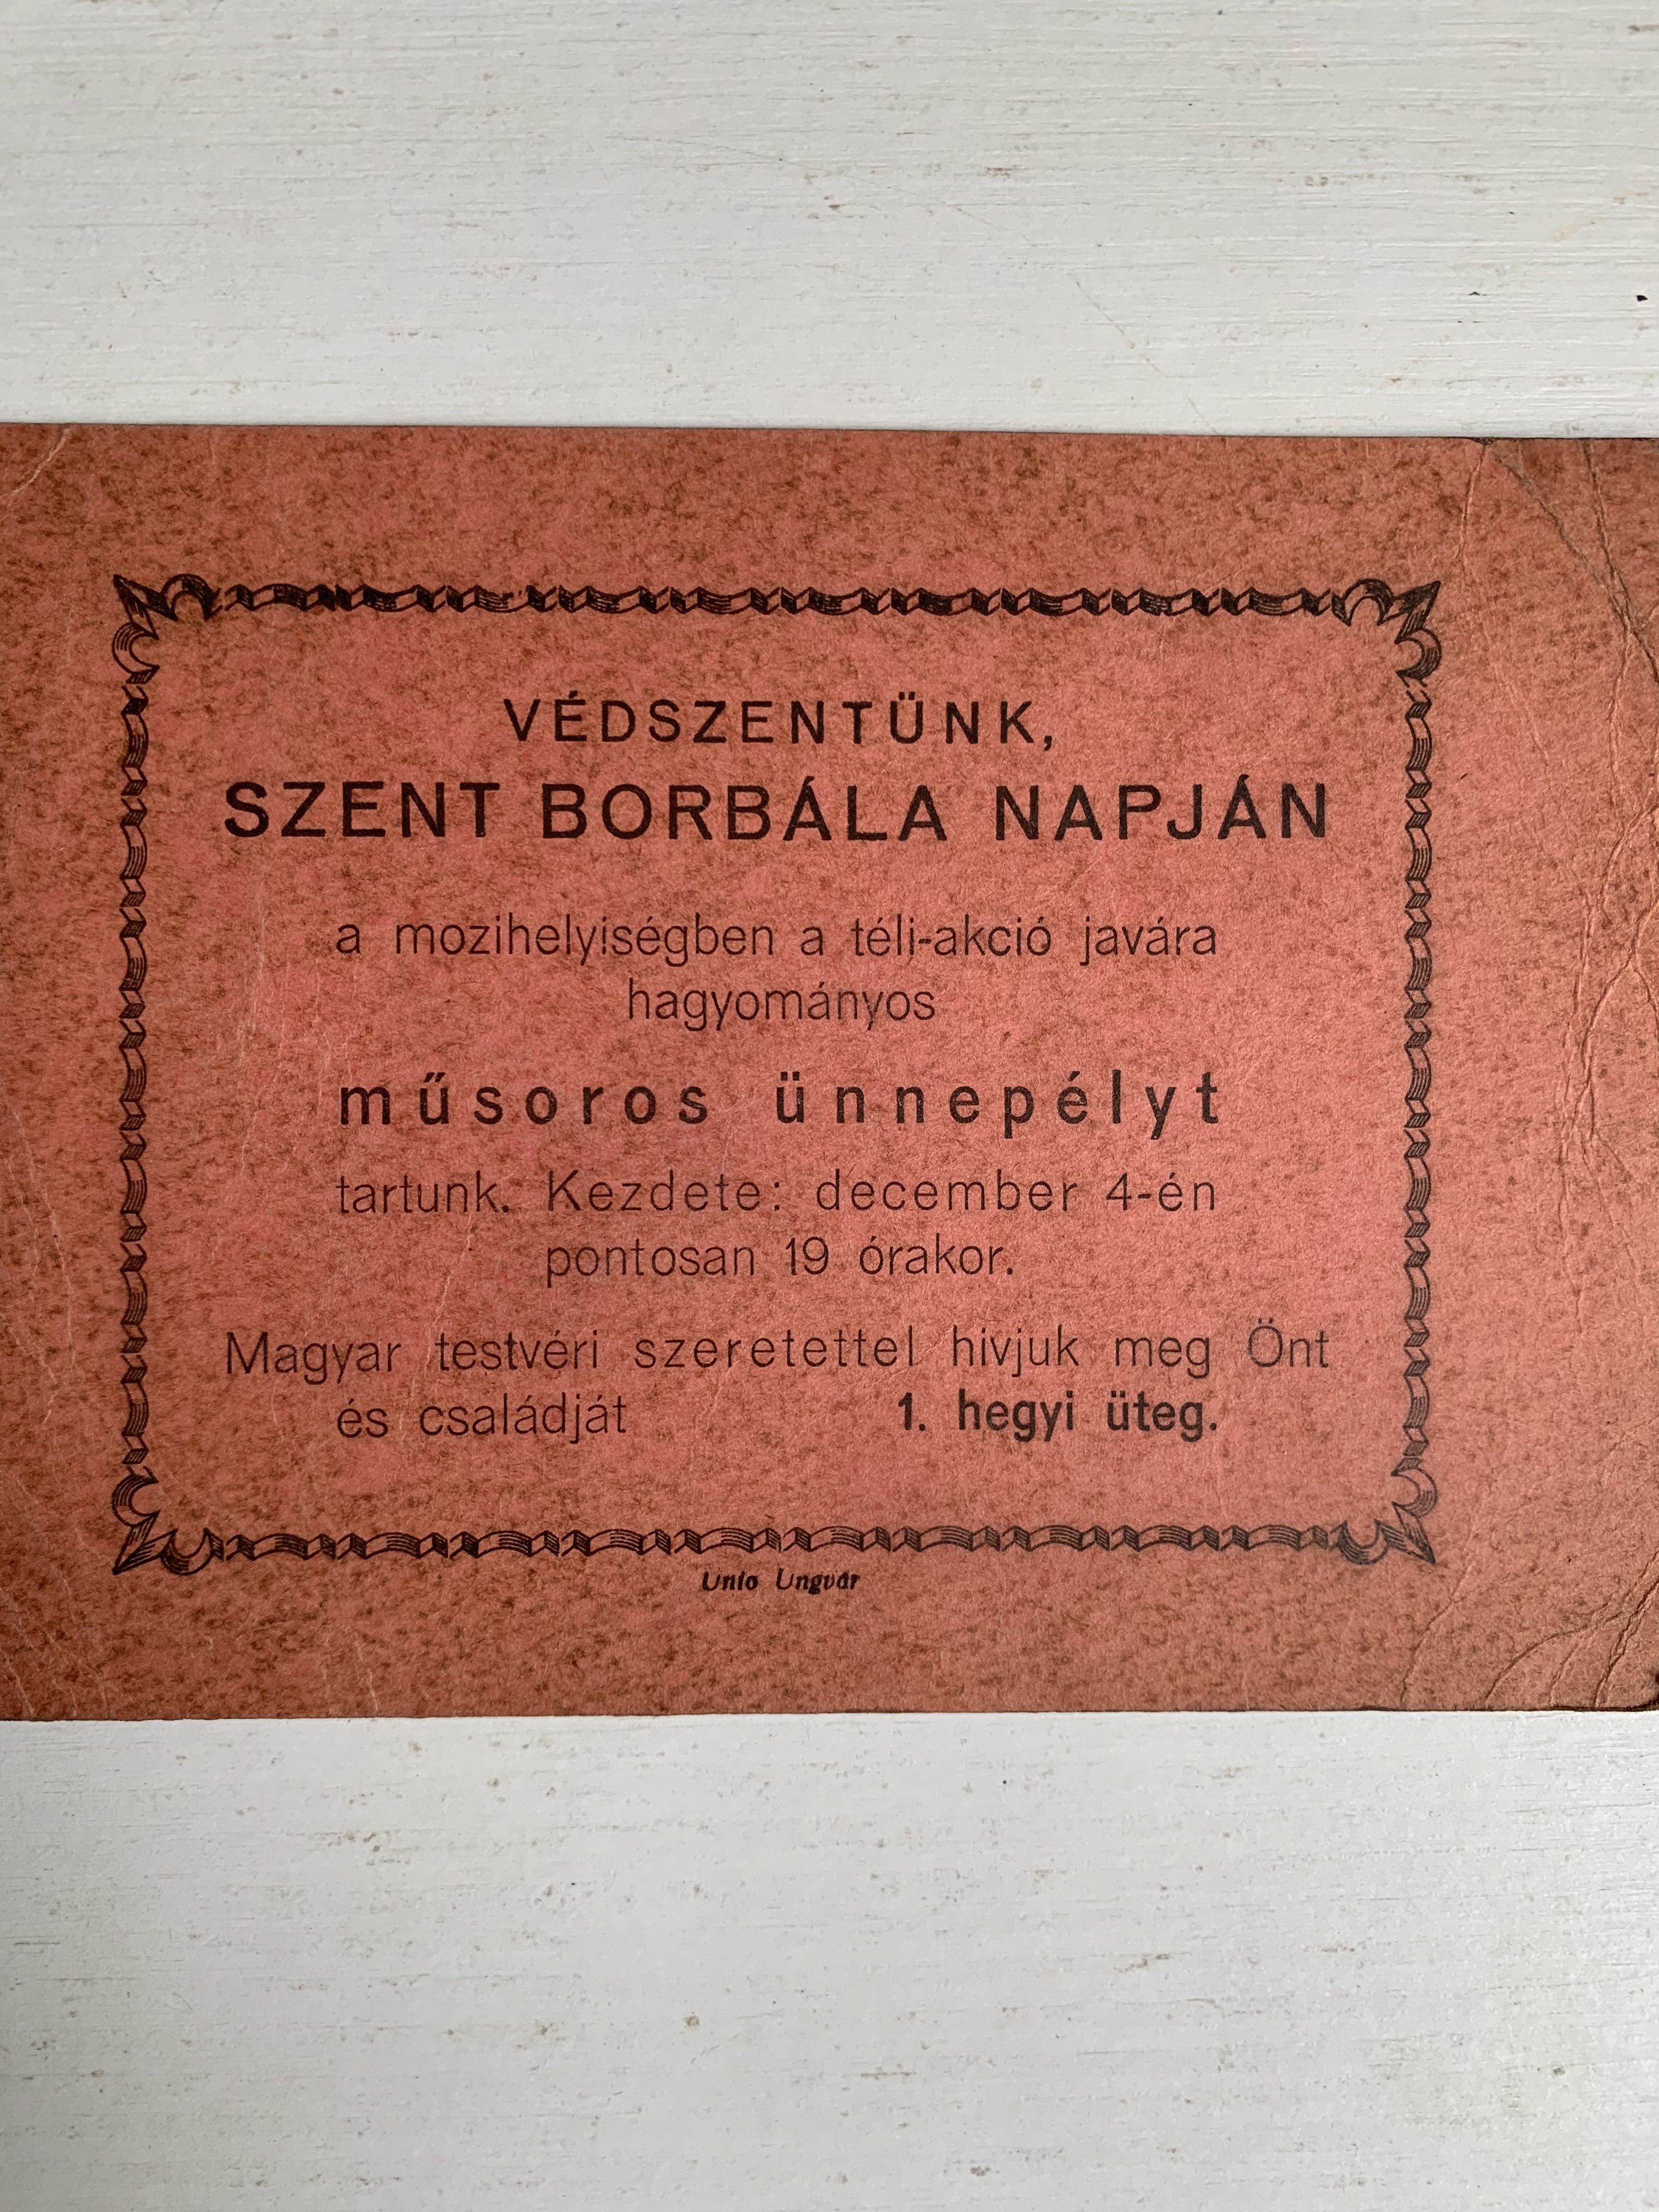 VÉDSZENTÜNK,
SZENT BORBÁLA NAPJÁN
a mozihelyiségben a téli-akció javára
hagyományos
műsoros ünnepélyt
tartunk. Kezdete: december 4-én
pontosan 19 órakor.
Magyar testvéri szeretettel hivjuk meg Önt
és családját 1. hegyi üteg.
Unio Ungvár